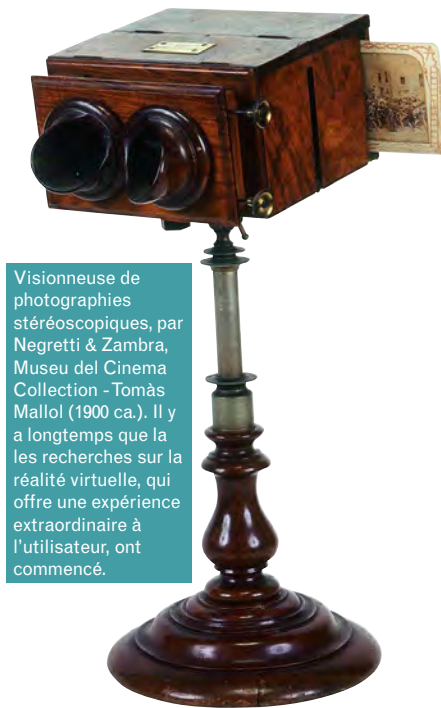 Visionneuse de
photographies
stéréoscopiques, par
Negretti & Zambra,
Museu del Cinema
Collection - Tomàs
Mallol (1900 ca.). Il y
a longtemps que la
les recherches sur la
réalité virtuelle, qui
offre une expérience
extraordinaire à
l'utilisateur, ont
commencé.